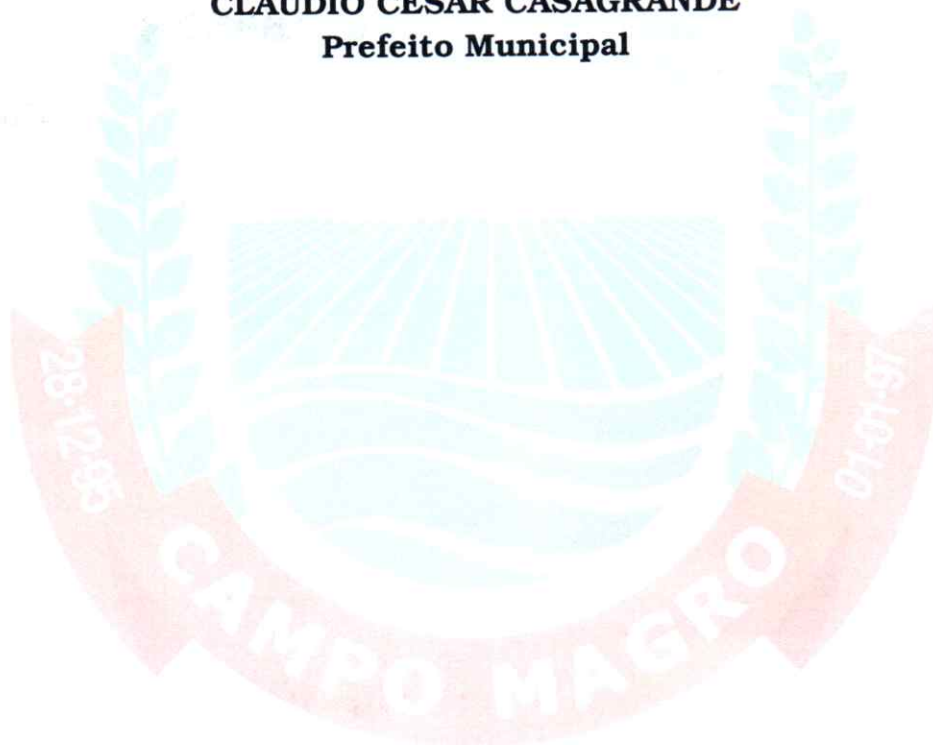 CLAUDIO CESAR CASAGRANDE
Prefeito Municipal
28-12-95
01-01-97
CAMPO MAGRO